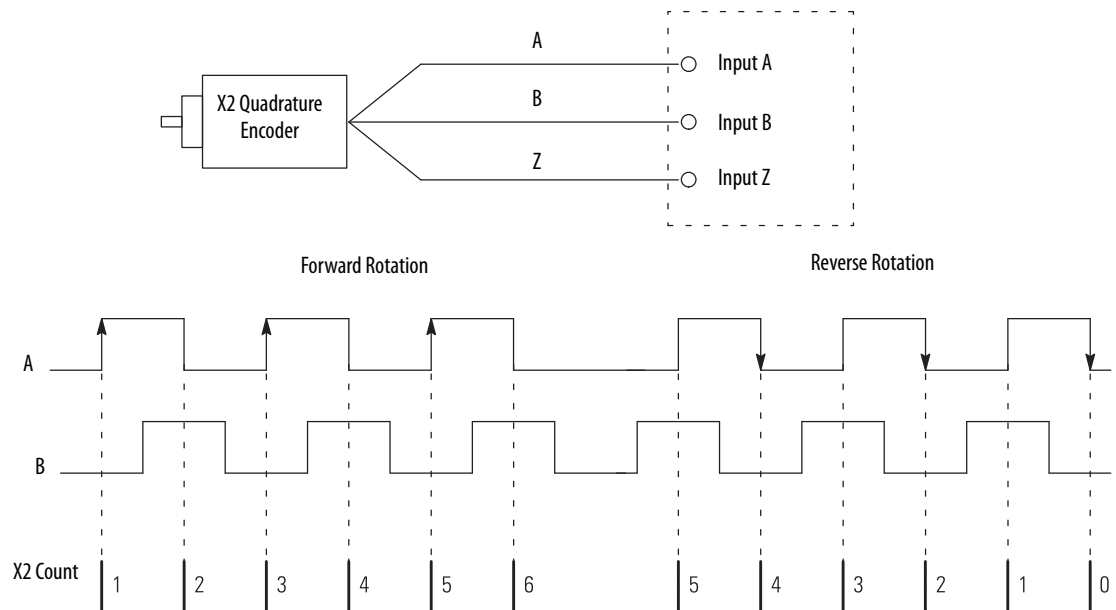 A
Input A
X2 Quadrature
Encoder
B
Input B
Z
Input Z
Forward Rotation
Reverse Rotation
A
B
X2 Count
1 2 3 4 5 6 5 4 3 2 1 0